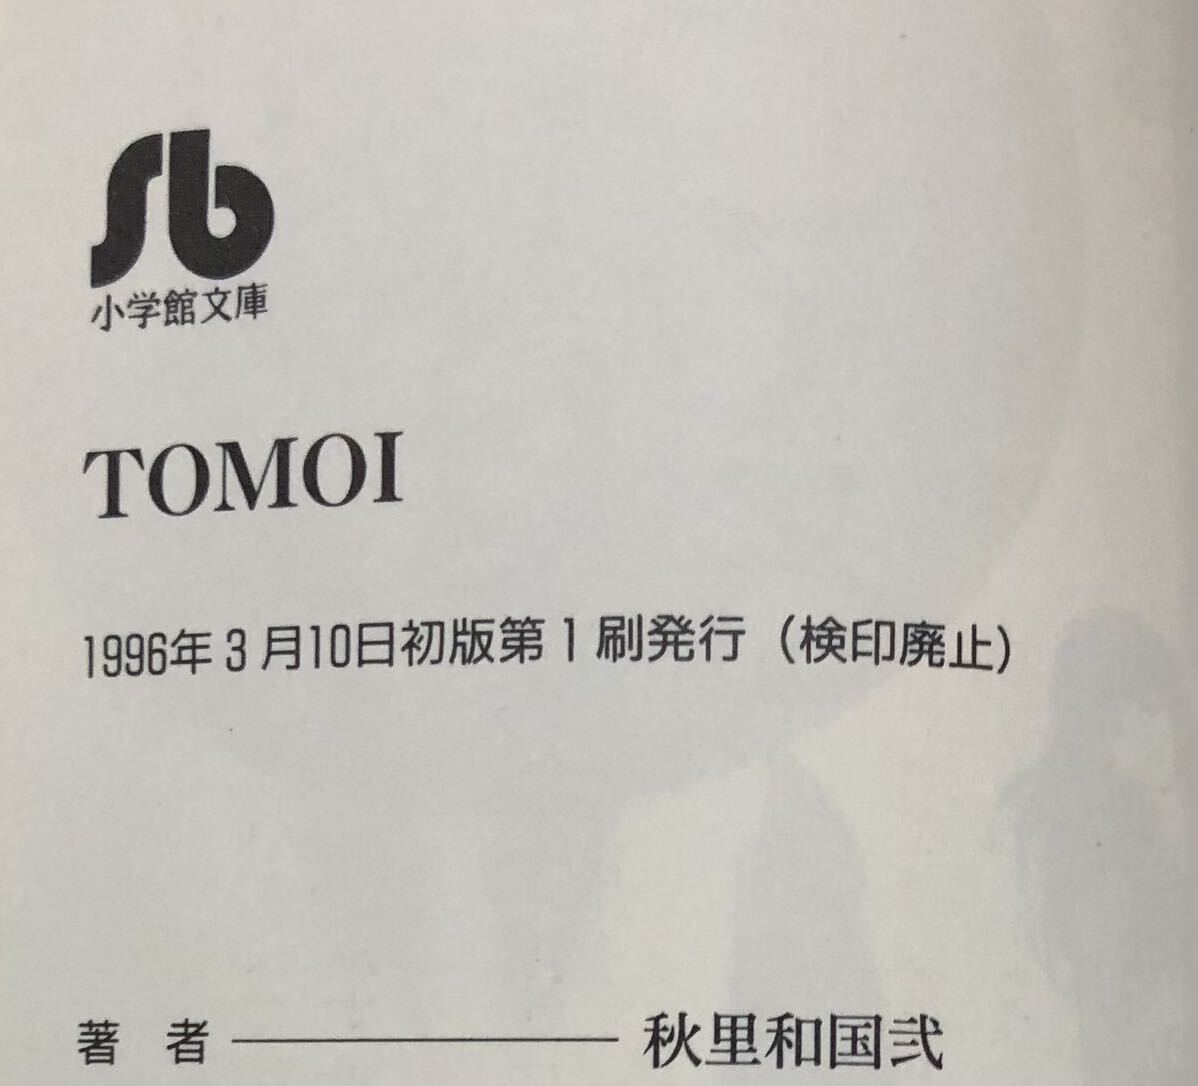 Sb
小学館文庫
TOMOI
1996年3月10日初版第1刷発行（検印廃止）
著 者 ――― 秋里和国弐